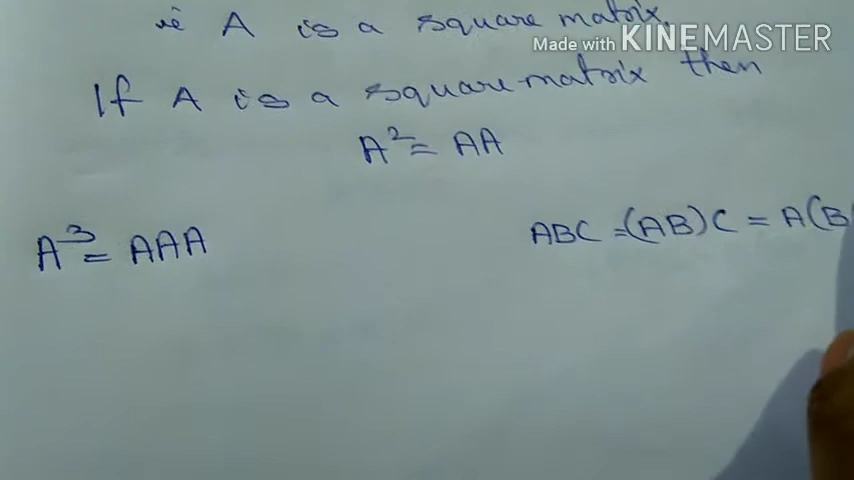 ie A is a square matrix.
Made with KINEMASTER
If A is a square matrix then
A² = AA
A³ = AAA
ABC = (AB)C = A(B